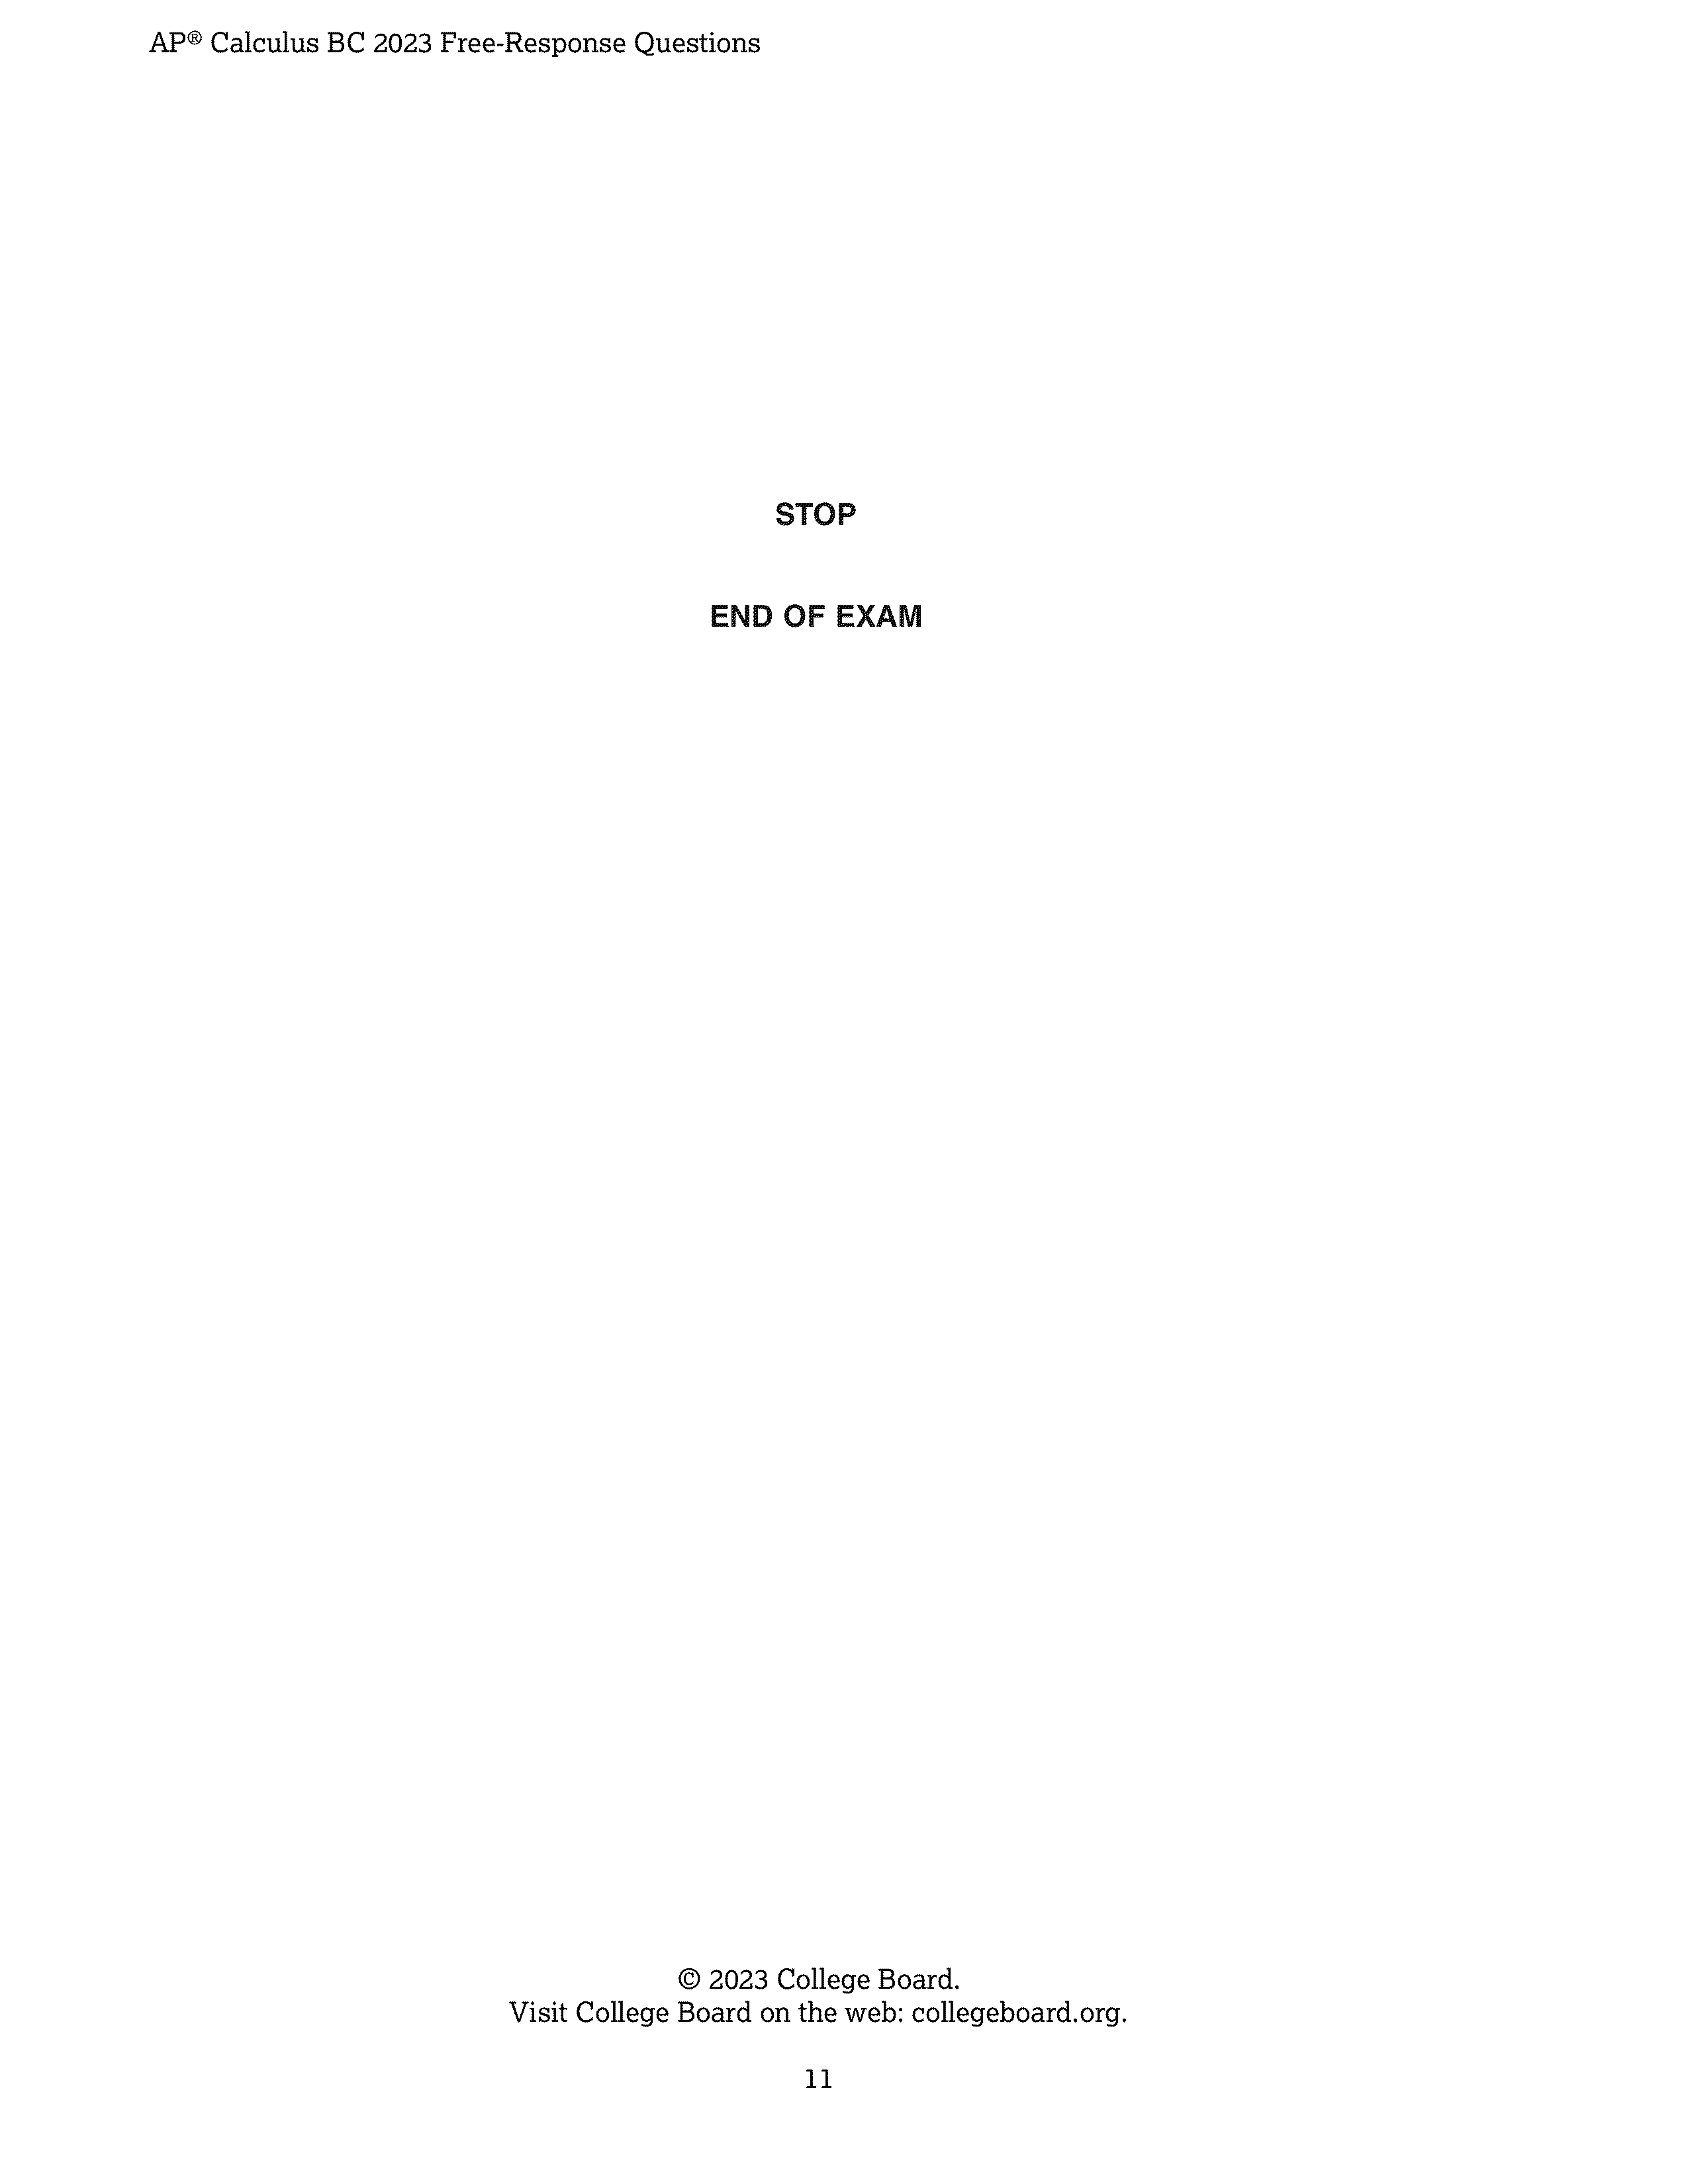 AP® Calculus BC 2023 Free-Response Questions
STOP
END OF EXAM
© 2023 College Board.
Visit College Board on the web: collegeboard.org.
11